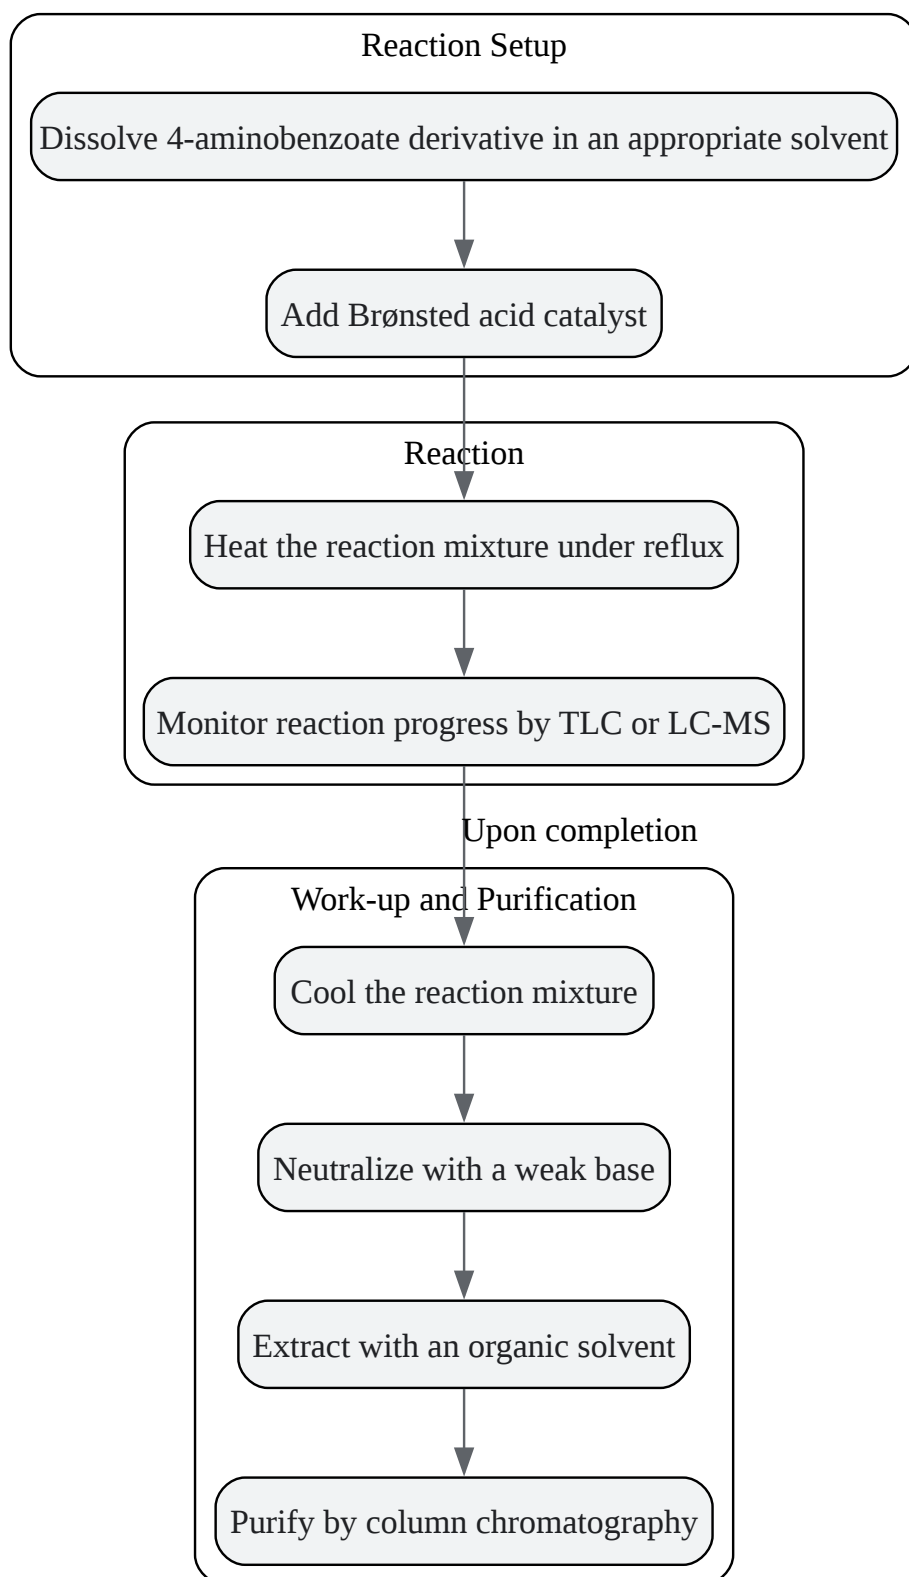 Reaction Setup
Dissolve 4-aminobenzoate derivative in an appropriate solvent
Add Brønsted acid catalyst
Reaction
Heat the reaction mixture under reflux
Monitor reaction progress by TLC or LC-MS
Upon completion
Work-up and Purification
Cool the reaction mixture
Neutralize with a weak base
Extract with an organic solvent
Purify by column chromatography